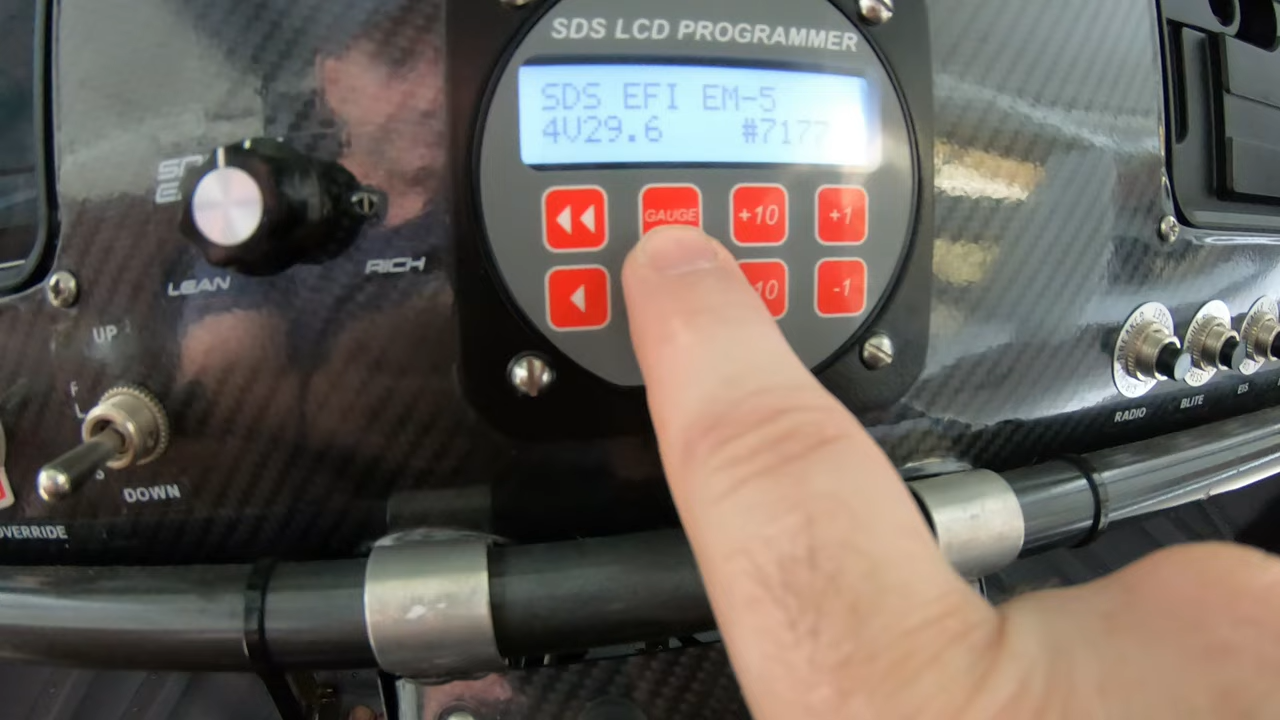 SDS LCD PROGRAMMER
SDS EFI EM-5
4V29.6 #7177
GAUGE
+10
+1
10
-1
LEAN
RICH
UP
DOWN
OVERRIDE
RADIO
BLITE
EIS